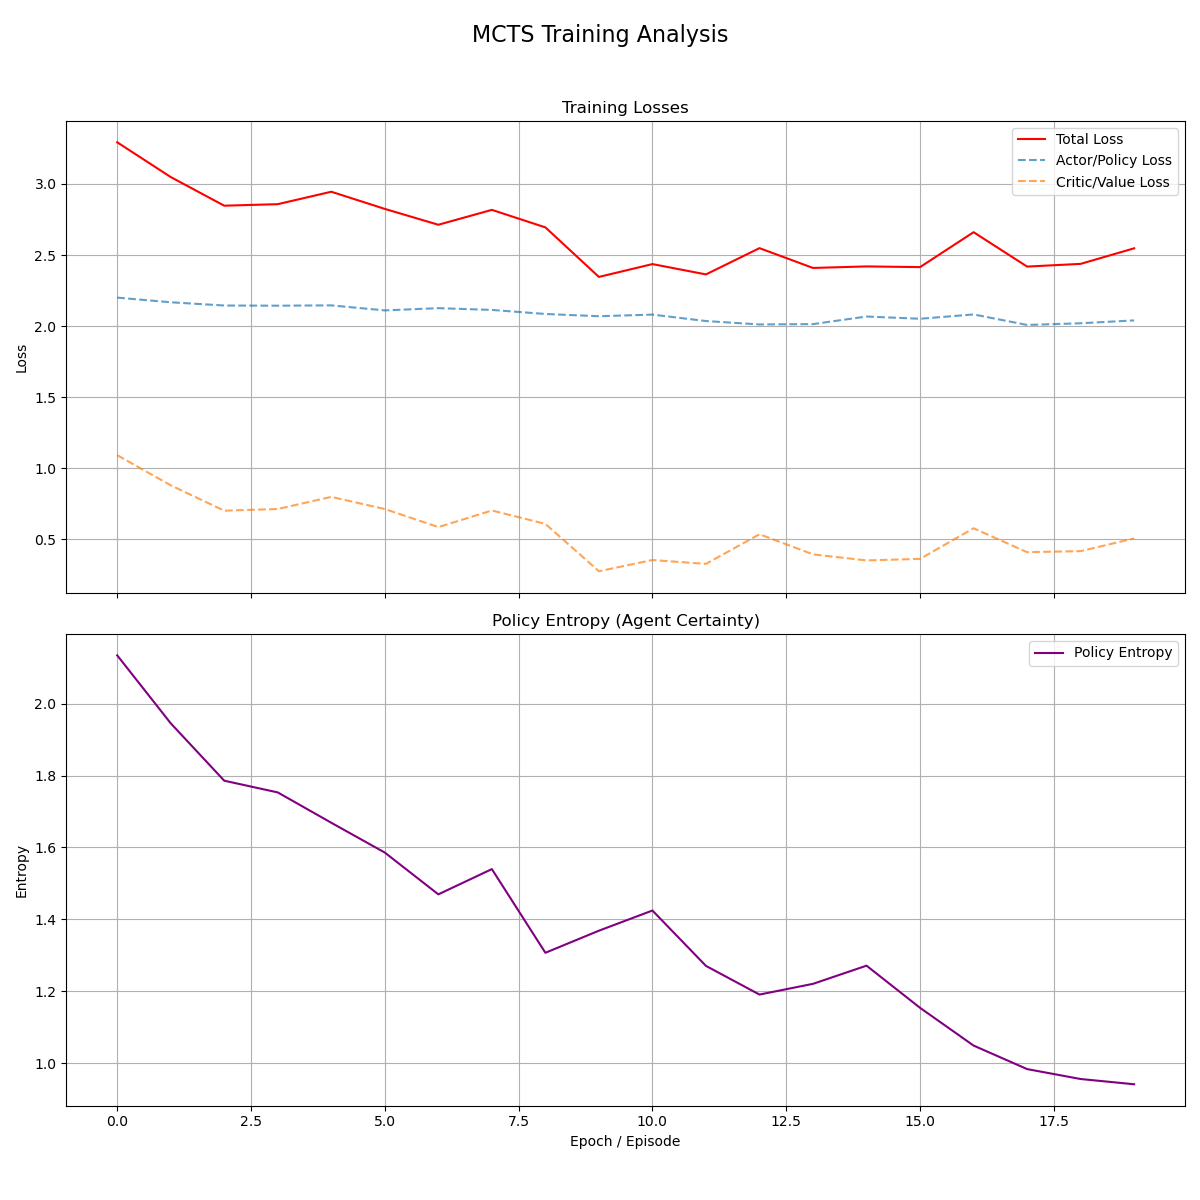 MCTS Training Analysis
Training Losses
Total Loss
Actor/Policy Loss
Critic/Value Loss
3.0
2.5
2.0
1.5
1.0
0.5
Loss
Policy Entropy (Agent Certainty)
Policy Entropy
2.0
1.8
1.6
1.4
1.2
1.0
Entropy
0.0 2.5 5.0 7.5 10.0 12.5 15.0 17.5
Epoch / Episode